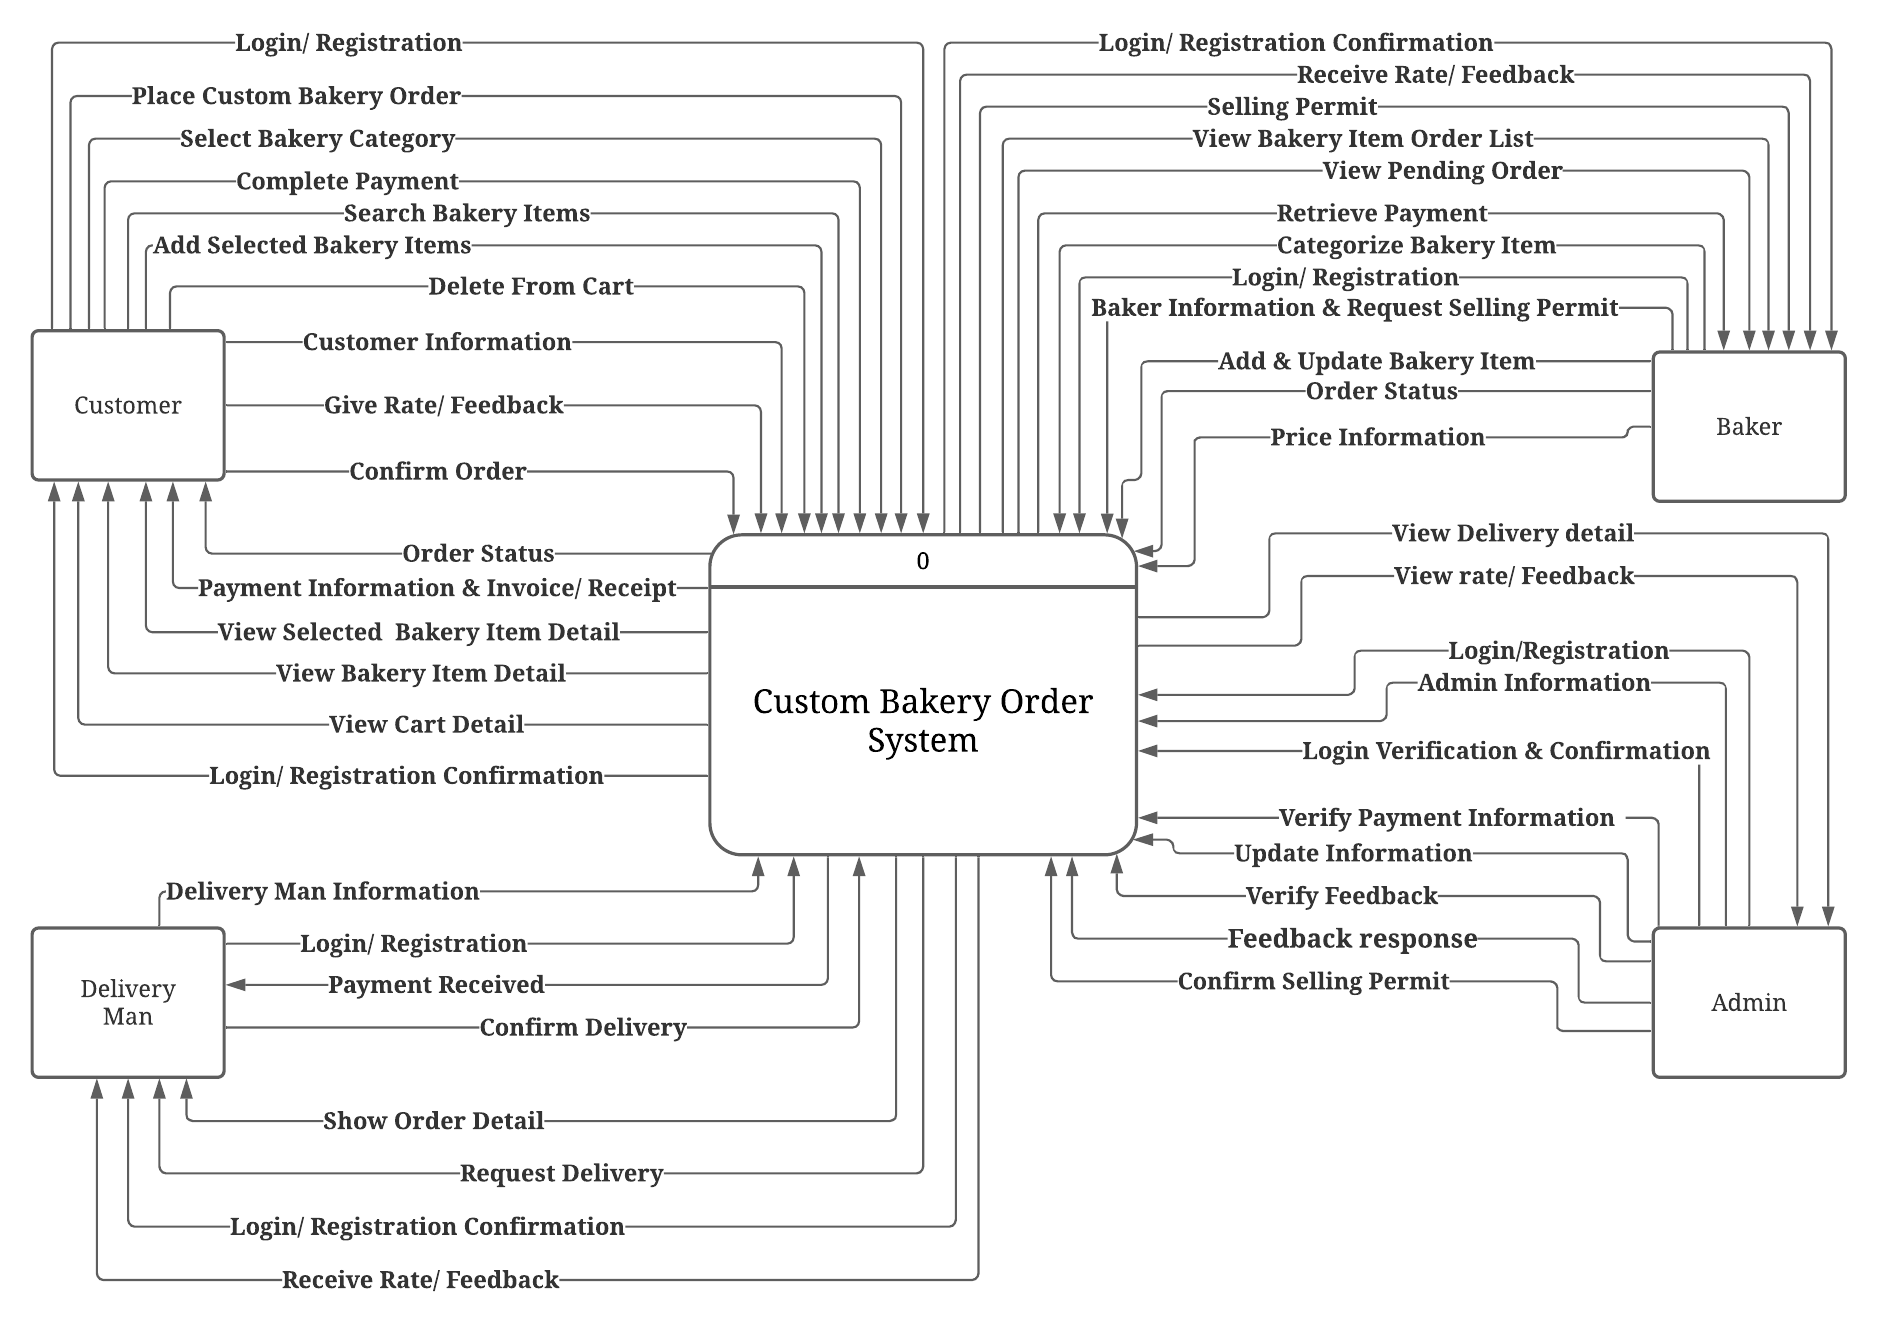 Login/ Registration
Place Custom Bakery Order
Select Bakery Category
Complete Payment
Search Bakery Items
Add Selected Bakery Items
Delete From Cart
Customer Information
Customer
Give Rate/ Feedback
Confirm Order
Order Status
Payment Information & Invoice/ Receipt
View Selected  Bakery Item Detail
View Bakery Item Detail
View Cart Detail
Login/ Registration Confirmation
Login/ Registration Confirmation
Receive Rate/ Feedback
Selling Permit
View Bakery Item Order List
View Pending Order
Retrieve Payment
Categorize Bakery Item
Login/ Registration
Baker Information & Request Selling Permit
Add & Update Bakery Item
Order Status
Baker
Price Information
0
Custom Bakery Order
System
View Delivery detail
View rate/ Feedback
Login/Registration
Admin Information
Login Verification & Confirmation
Verify Payment Information
Update Information
Verify Feedback
Feedback response
Confirm Selling Permit
Admin
Delivery Man Information
Login/ Registration
Payment Received
Delivery
Man
Confirm Delivery
Show Order Detail
Request Delivery
Login/ Registration Confirmation
Receive Rate/ Feedback